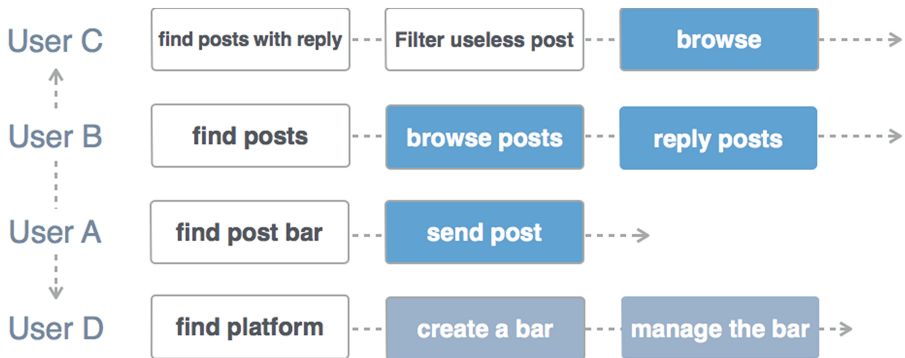 User C
find posts with reply
Filter useless post
browse
User B
find posts
browse posts
reply posts
User A
find post bar
send post
User D
find platform
create a bar
manage the bar